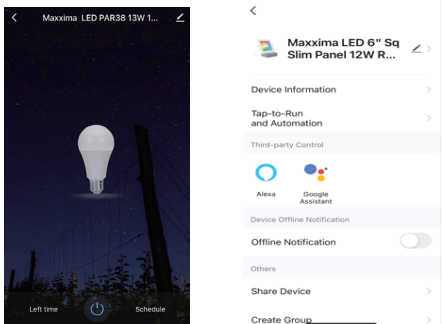 Maxxima LED PAR38 13W 1...
Left time
Schedule
Maxxima LED 6" Sq
Slim Panel 12W R...
Device Information
Tap-to-Run
and Automation
Third-party Control
Alexa
Google
Assistant
Device Offline Notification
Offline Notification
Others
Share Device
Create Group